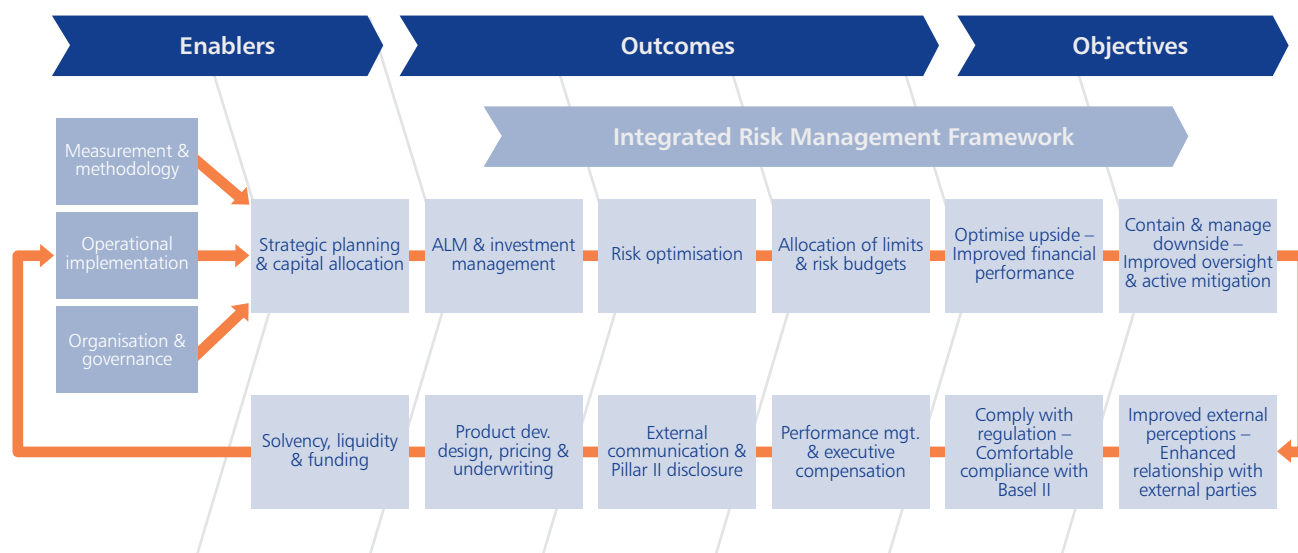 Enablers
Outcomes
Objectives
Integrated Risk Management Framework
Measurement &
methodology
Operational
implementation
Organisation &
governance
Strategic planning
& capital allocation
ALM & investment
management
Risk optimisation
Allocation of limits
& risk budgets
Optimise upside –
Improved financial
performance
Contain & manage
downside –
Improved oversight
& active mitigation
Solvency, liquidity
& funding
Product dev.
design, pricing &
underwriting
External
communication &
Pillar II disclosure
Performance mgt.
& executive
compensation
Comply with
regulation –
Comfortable
compliance with
Basel II
Improved external
perceptions –
Enhanced
relationship with
external parties